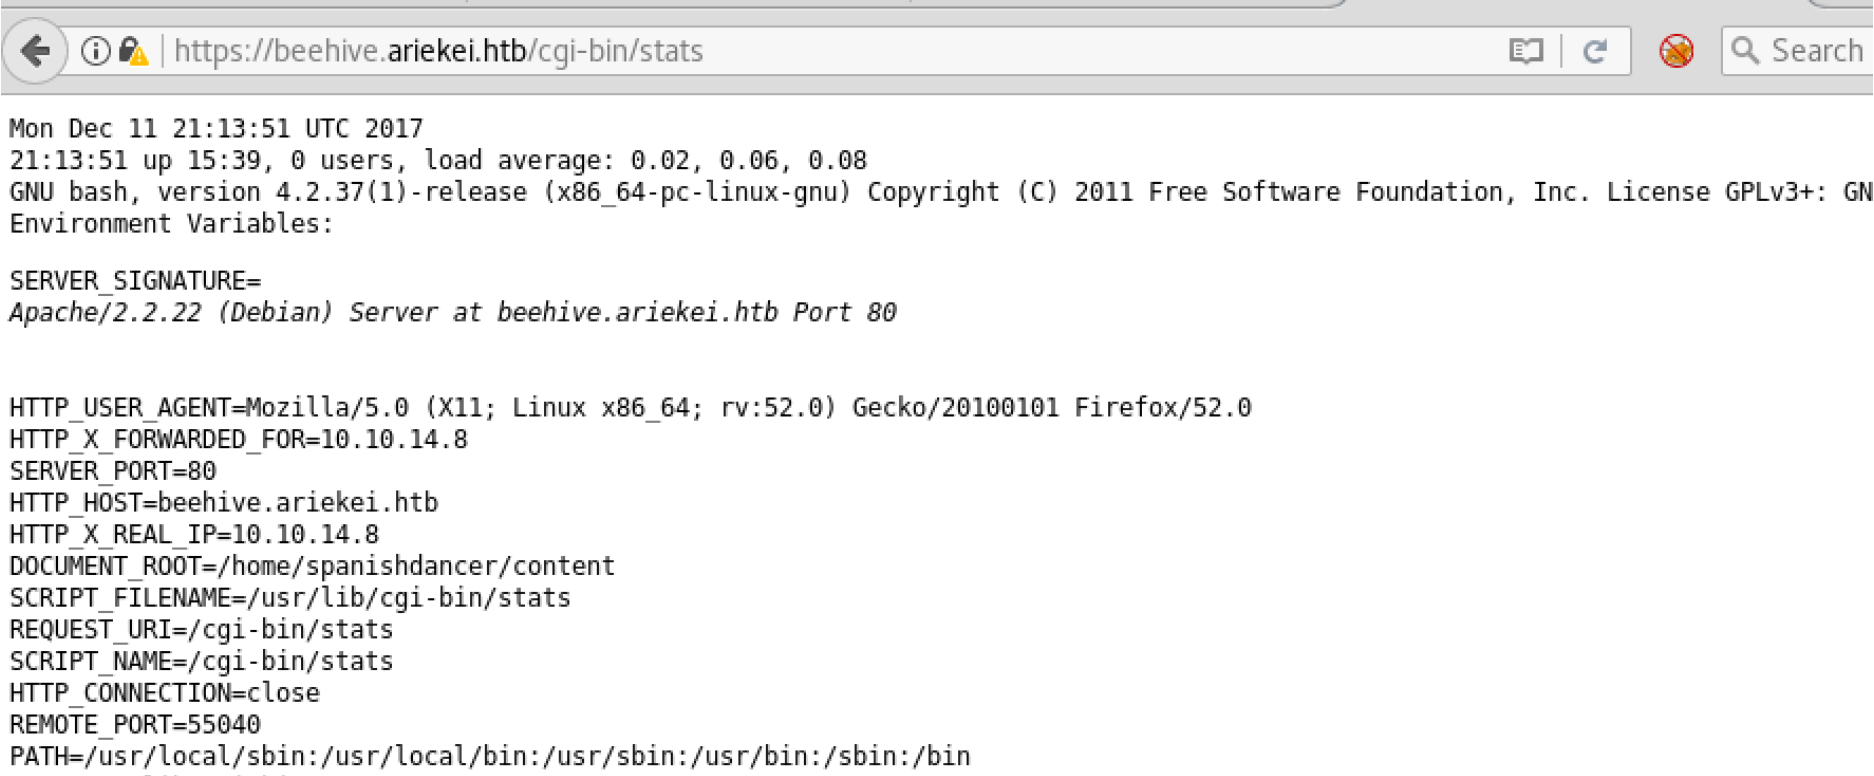 https://beehive.ariekei.htb/cgi-bin/stats
Search
Mon Dec 11 21:13:51 UTC 2017
21:13:51 up 15:39, 0 users, load average: 0.02, 0.06, 0.08
GNU bash, version 4.2.37(1)-release (x86_64-pc-linux-gnu) Copyright (C) 2011 Free Software Foundation, Inc. License GPLv3+: GN
Environment Variables:
SERVER_SIGNATURE=
Apache/2.2.22 (Debian) Server at beehive.ariekei.htb Port 80
HTTP_USER_AGENT=Mozilla/5.0 (X11; Linux x86_64; rv:52.0) Gecko/20100101 Firefox/52.0
HTTP_X_FORWARDED_FOR=10.10.14.8
SERVER_PORT=80
HTTP_HOST=beehive.ariekei.htb
HTTP_X_REAL_IP=10.10.14.8
DOCUMENT_ROOT=/home/spanishdancer/content
SCRIPT_FILENAME=/usr/lib/cgi-bin/stats
REQUEST_URI=/cgi-bin/stats
SCRIPT_NAME=/cgi-bin/stats
HTTP_CONNECTION=close
REMOTE_PORT=55040
PATH=/usr/local/sbin:/usr/local/bin:/usr/sbin:/usr/bin:/sbin:/bin